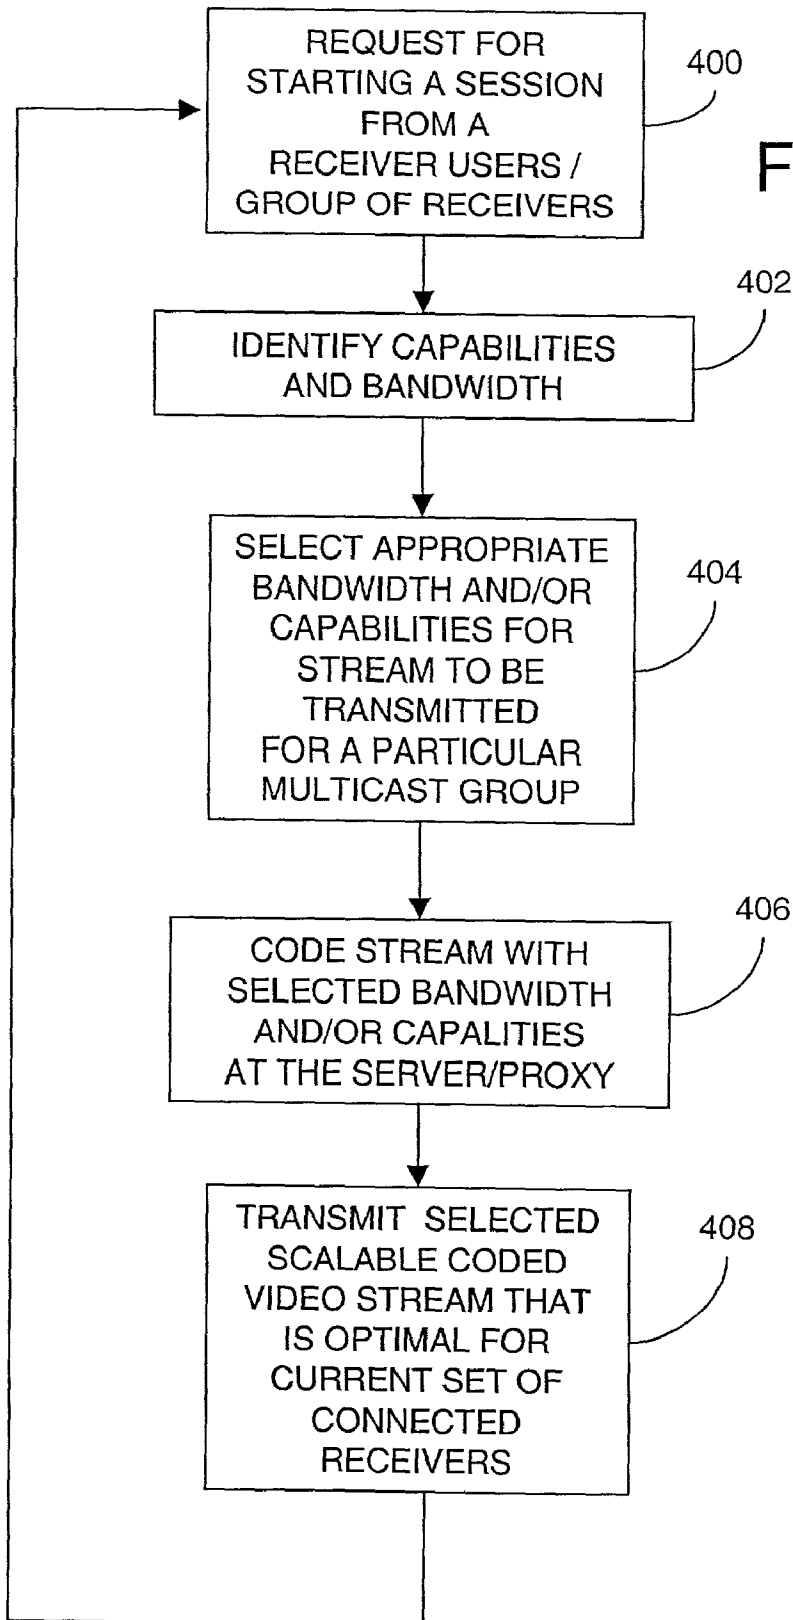 REQUEST FOR
STARTING A SESSION
FROM A
RECEIVER USERS /
GROUP OF RECEIVERS
400
F
402
IDENTIFY CAPABILITIES
AND BANDWIDTH
SELECT APPROPRIATE
BANDWIDTH AND/OR
CAPABILITIES FOR
STREAM TO BE
TRANSMITTED
FOR A PARTICULAR
MULTICAST GROUP
404
406
CODE STREAM WITH
SELECTED BANDWIDTH
AND/OR CAPALITIES
AT THE SERVER/PROXY
TRANSMIT SELECTED
SCALABLE CODED
VIDEO STREAM THAT
IS OPTIMAL FOR
CURRENT SET OF
CONNECTED
RECEIVERS
408